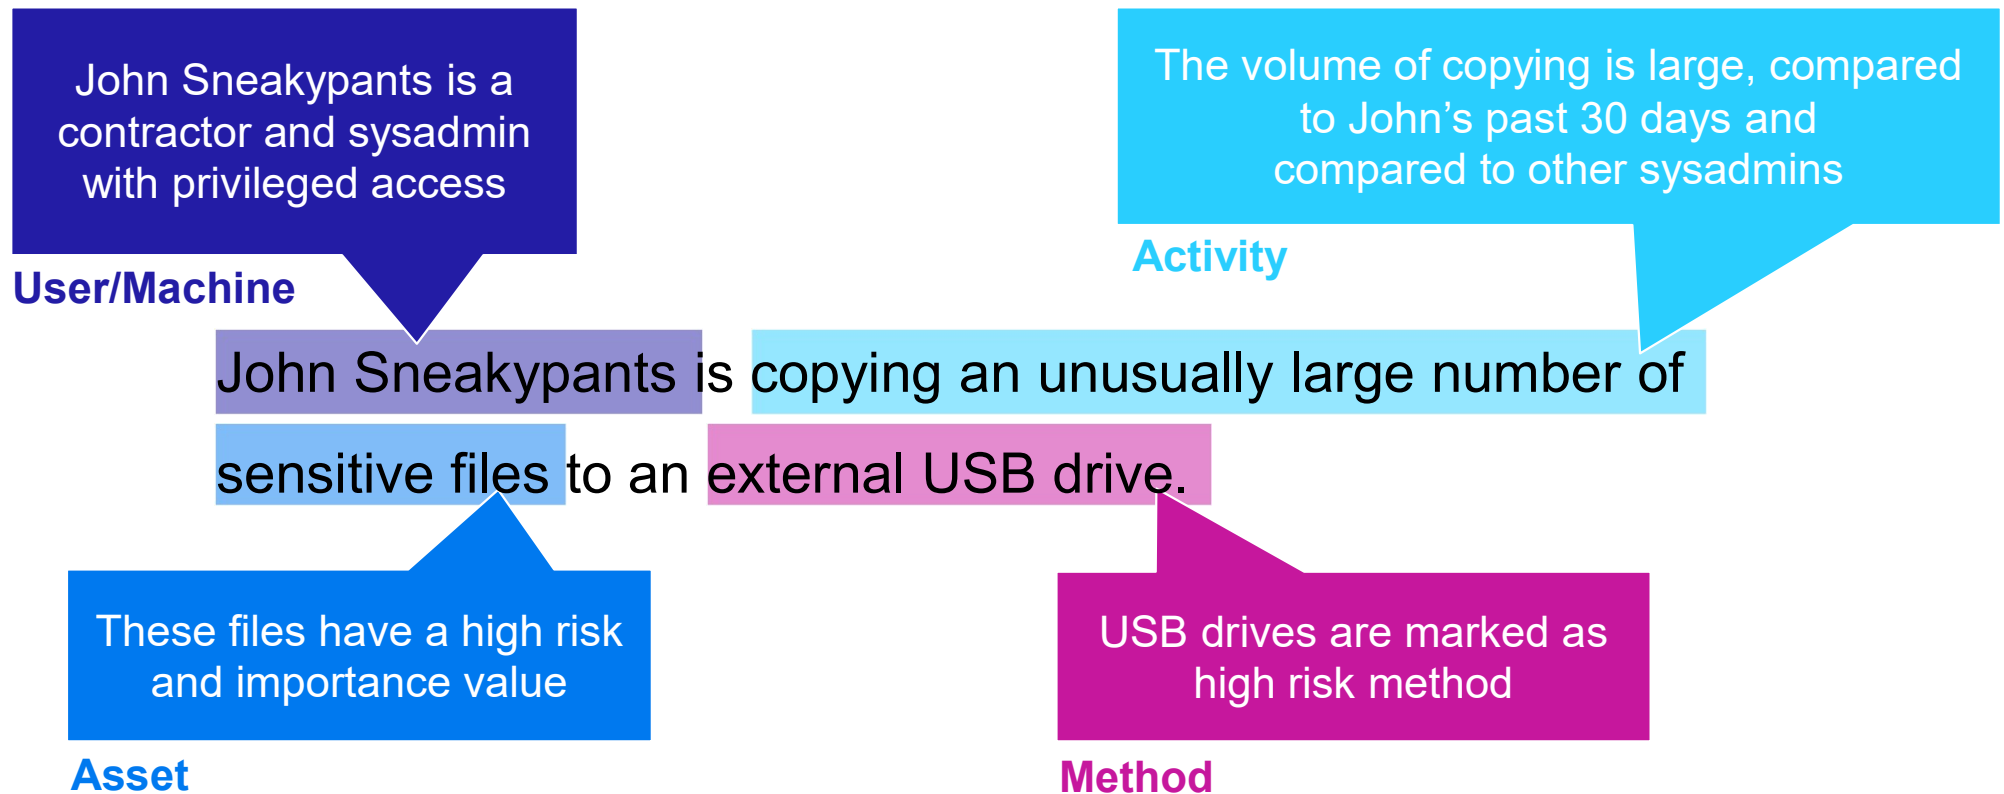 John Sneakypants is a
contractor and sysadmin
with privileged access
User/Machine
The volume of copying is large, compared
to John’s past 30 days and
compared to other sysadmins
Activity
John Sneakypants is copying an unusually large number of
sensitive files to an external USB drive.
These files have a high risk
and importance value
Asset
USB drives are marked as
high risk method
Method